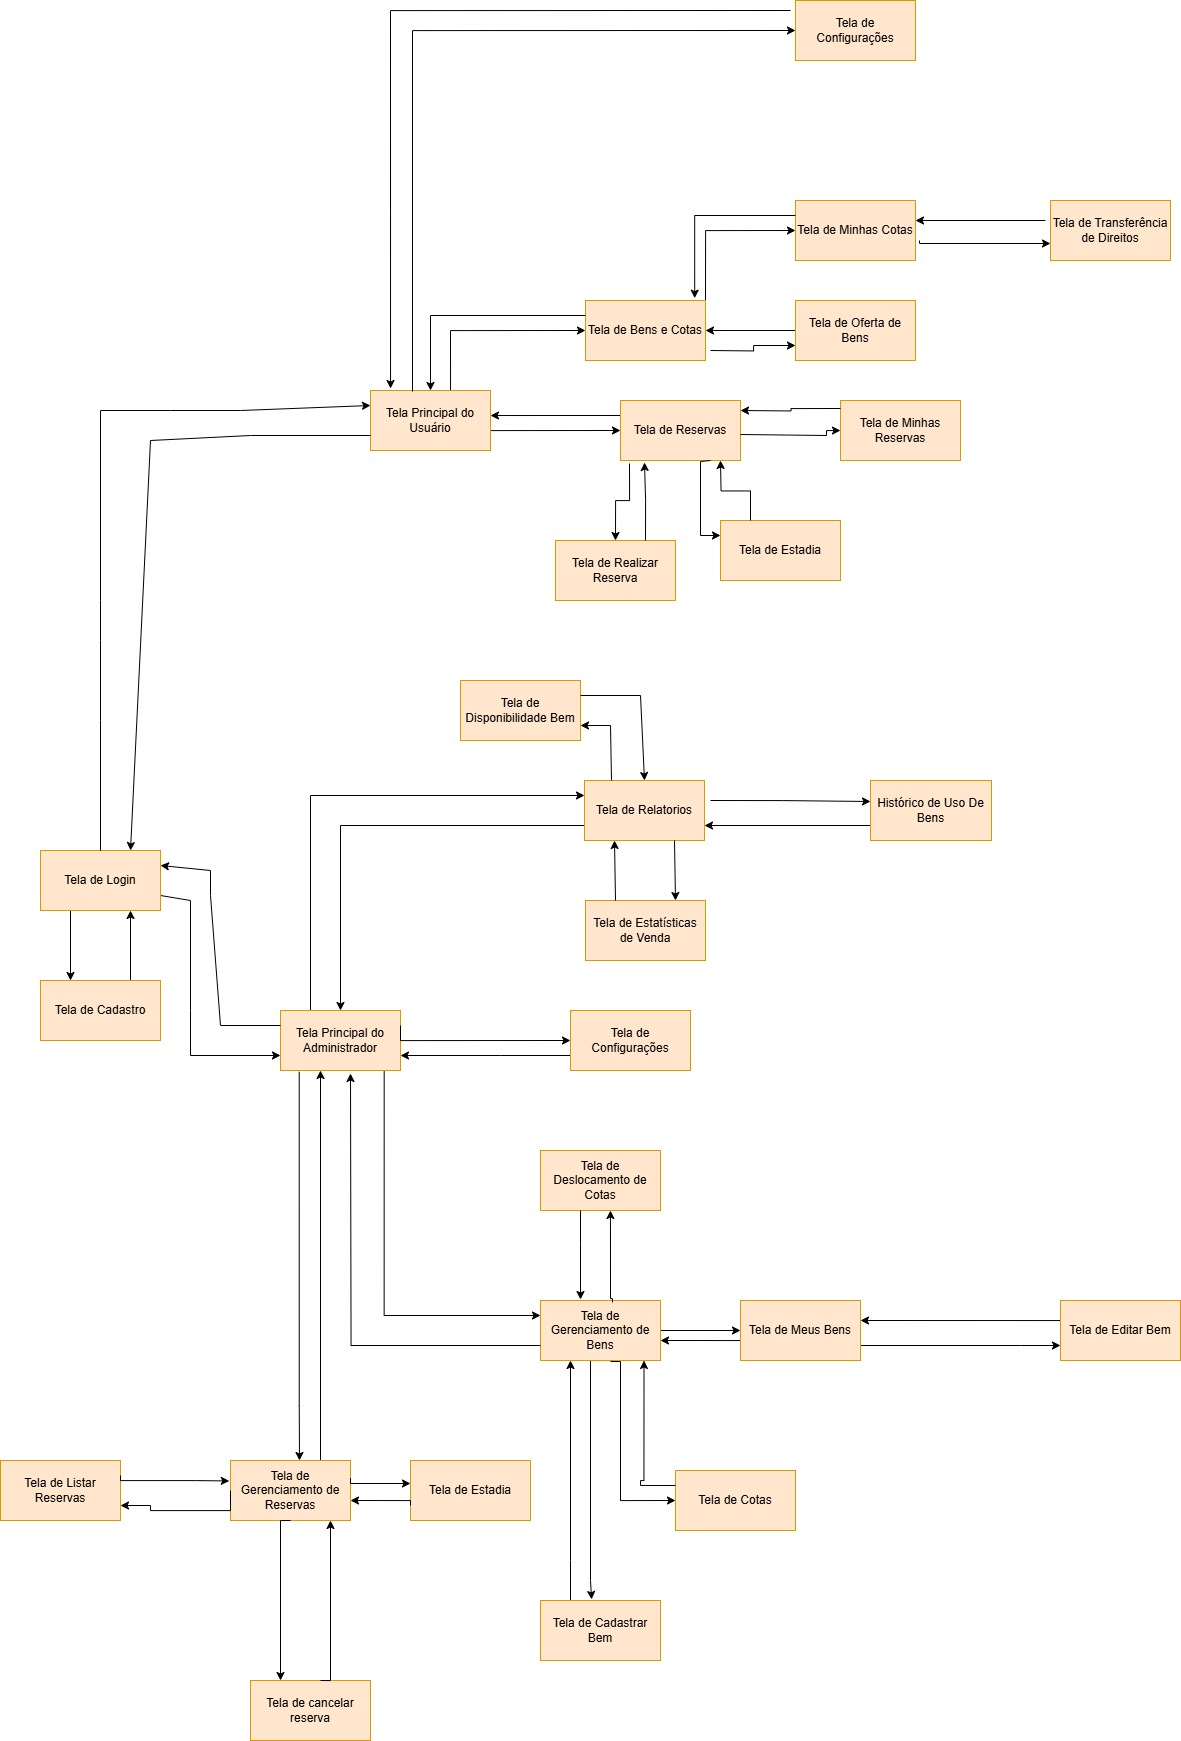 Tela de
Configurações
Tela de Minhas Cotas
Tela de Transferência
de Direitos
Tela de Bens e Cotas
Tela de Oferta de
Bens
Tela Principal do
Usuário
Tela de Reservas
Tela de Minhas
Reservas
Tela de Realizar
Reserva
Tela de Estadia
Tela de
Disponibilidade Bem
Tela de Relatorios
Histórico de Uso De
Bens
Tela de Login
Tela de Estatísticas
de Venda
Tela de Cadastro
Tela Principal do
Administrador
Tela de
Configurações
Tela de
Deslocamento de
Cotas
Tela de
Gerenciamento de
Bens
Tela de Meus Bens
Tela de Editar Bem
Tela de Listar
Reservas
Tela de
Gerenciamento de
Reservas
Tela de Estadia
Tela de Cotas
Tela de Cadastrar
Bem
Tela de cancelar
reserva